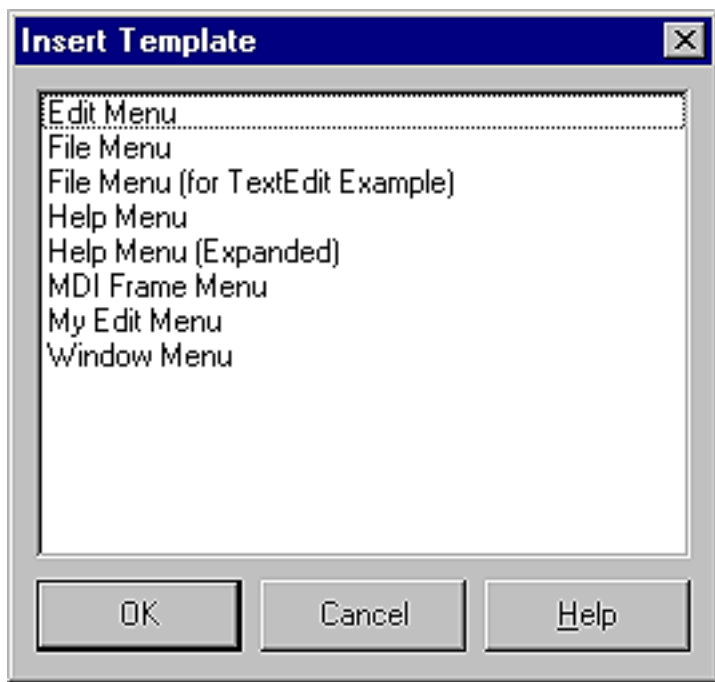 Insert Template
Edit Menu
File Menu
File Menu (for TextEdit Example)
Help Menu
Help Menu (Expanded)
MDI Frame Menu
My Edit Menu
Window Menu
OK
Cancel
Help